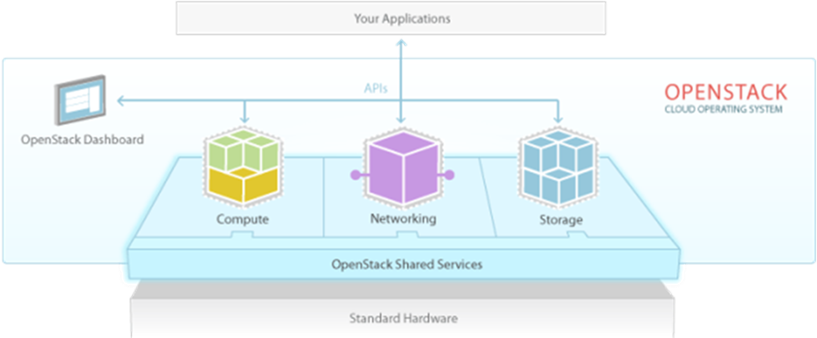 Your Applications
APIs
OPENSTACK
CLOUD OPERATING SYSTEM
OpenStack Dashboard
Compute
Networking
Storage
OpenStack Shared Services
Standard Hardware